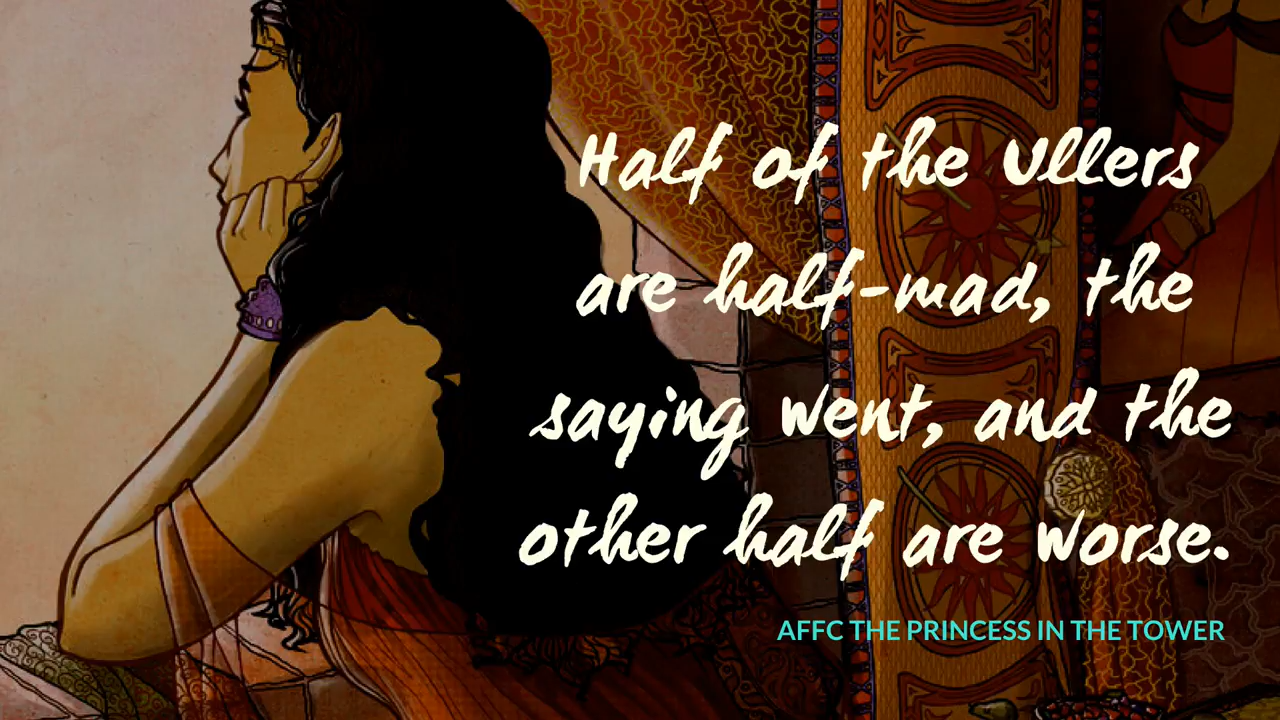 Half of the Ullers
are half-mad, the
saying went, and the
other half are worse.
AFFC THE PRINCESS IN THE TOWER